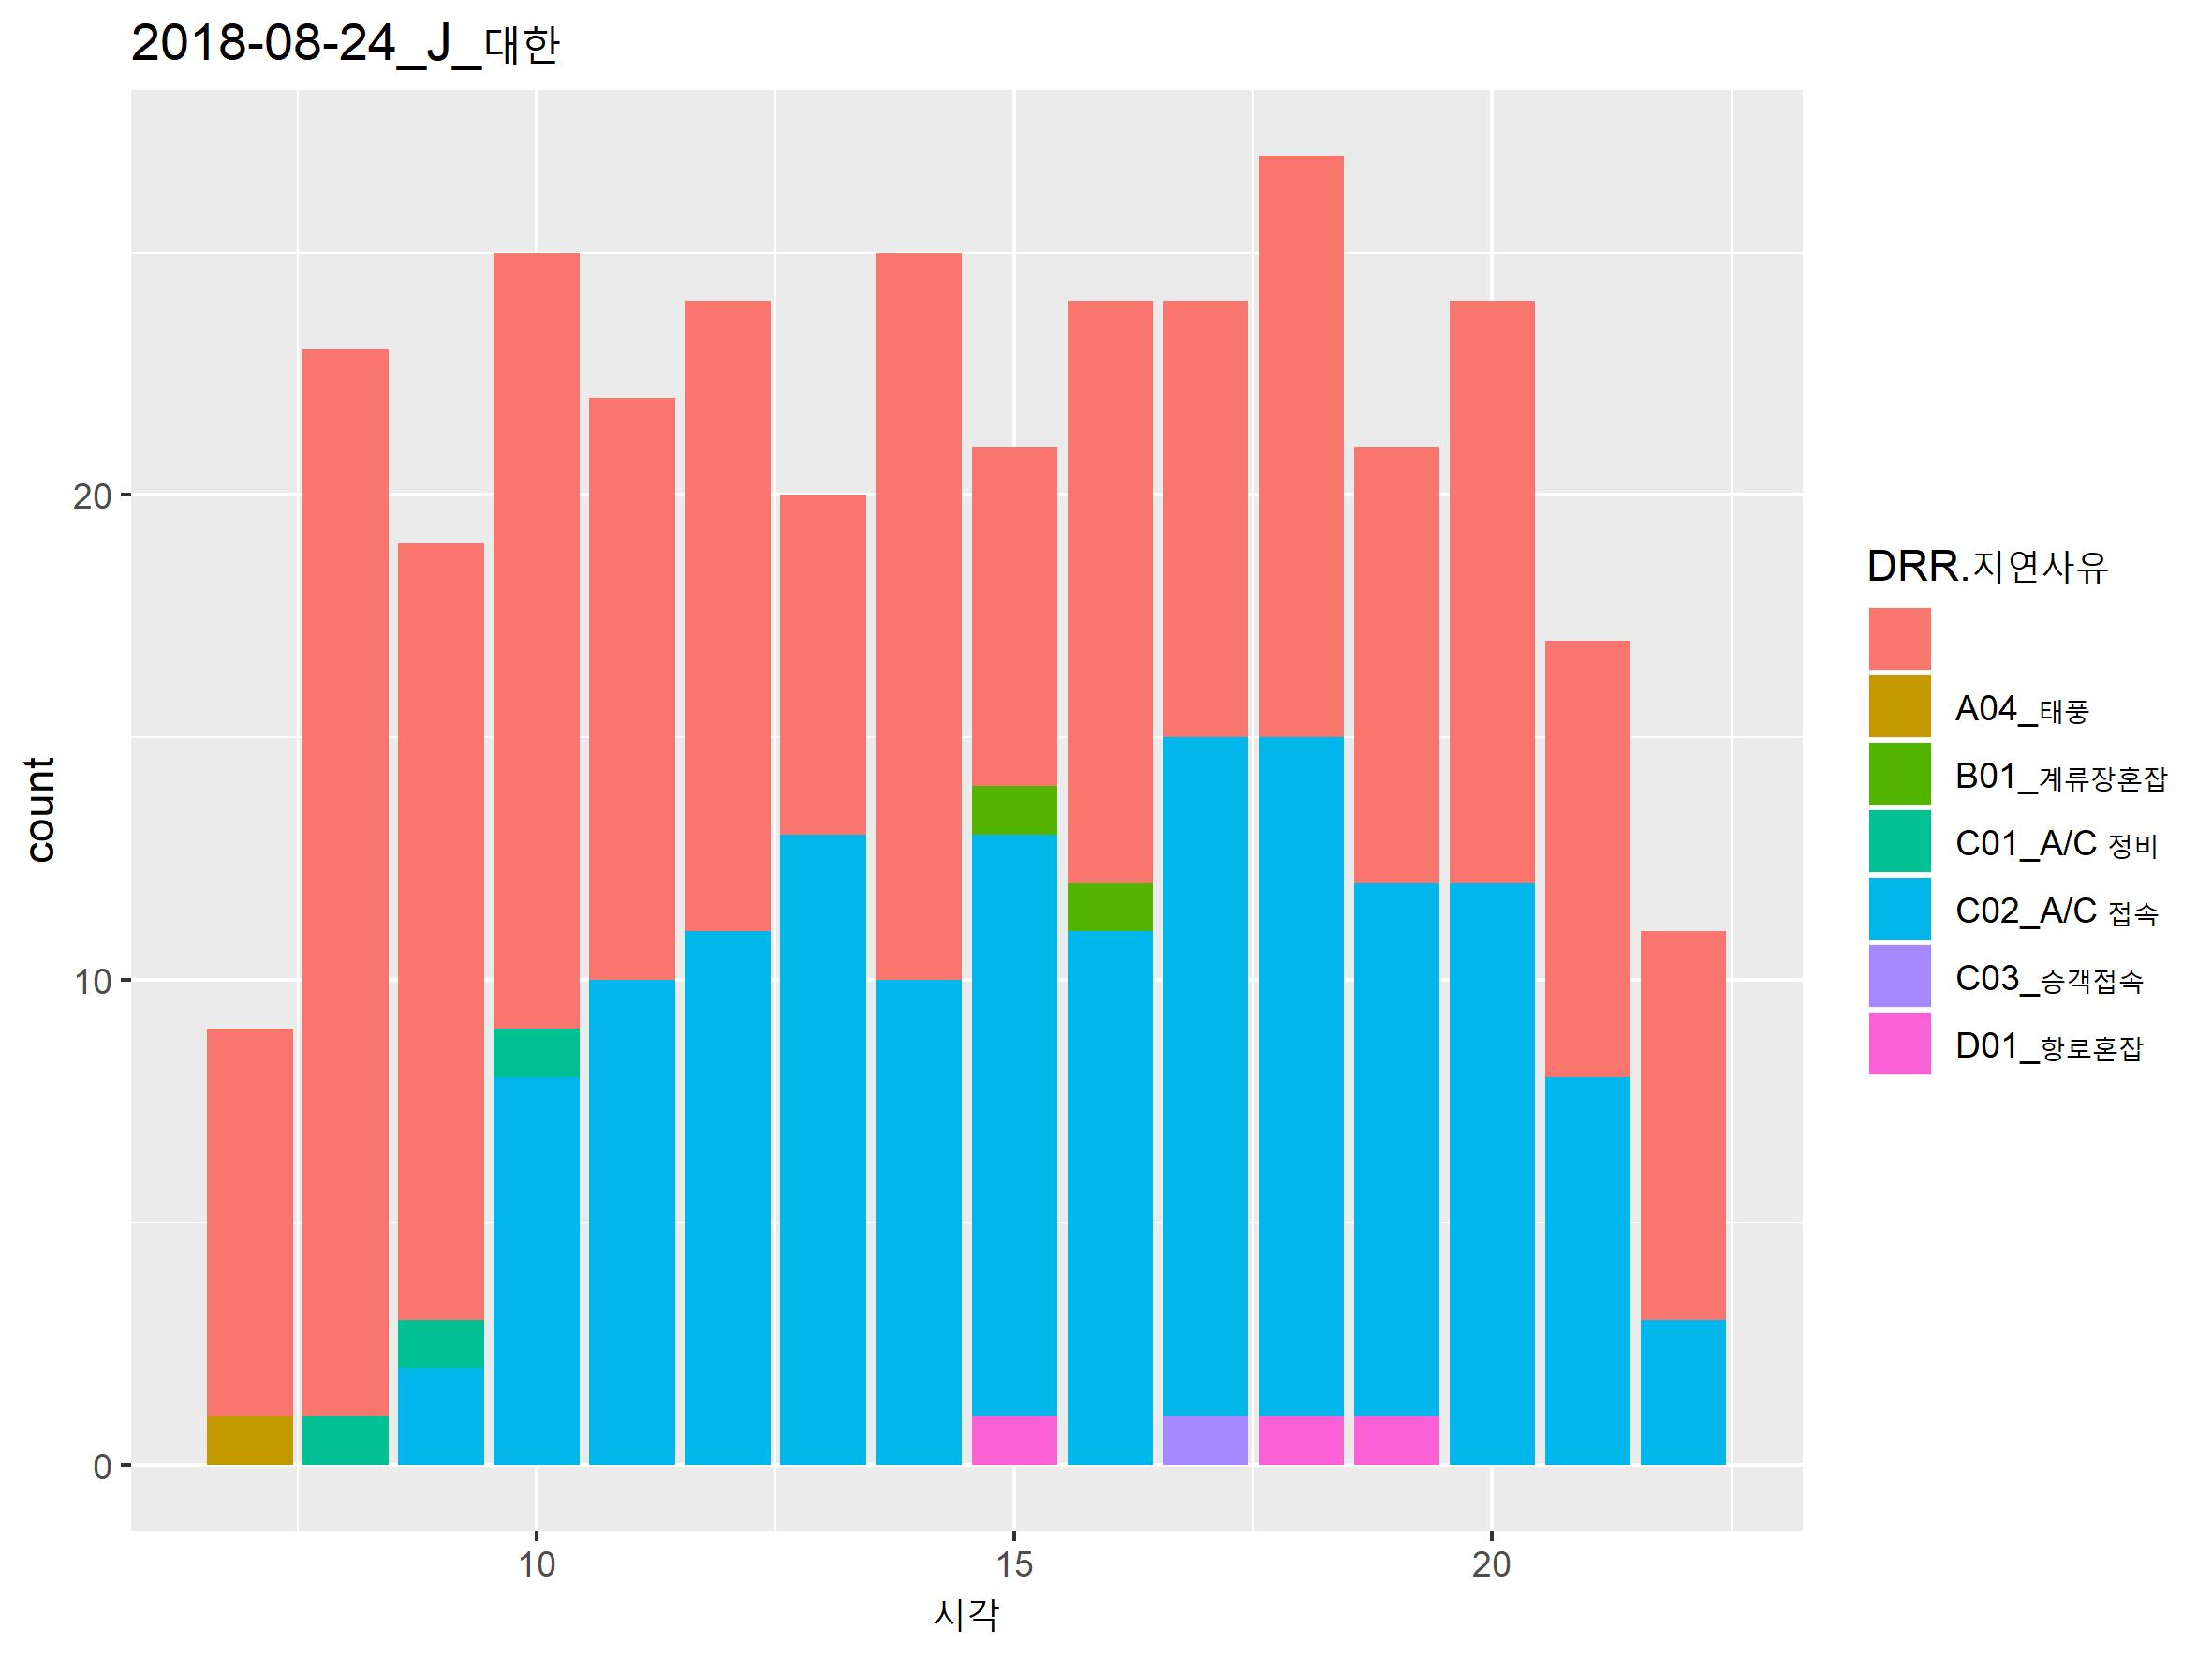 2018-08-24_J_대한
count
20
10
0
10
15
20
시각
DRR.지연사유
A04_태풍
B01_계류장혼잡
C01_A/C 정비
C02_A/C 접속
C03_승객접속
D01_항로혼잡